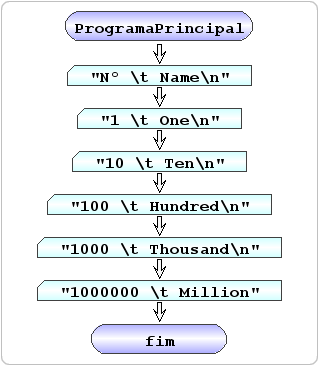 ProgramaPrincipal
"N° \t Name\n"
"1 \t One\n"
"10 \t Ten\n"
"100 \t Hundred\n"
"1000 \t Thousand\n"
"1000000 \t Million"
fim